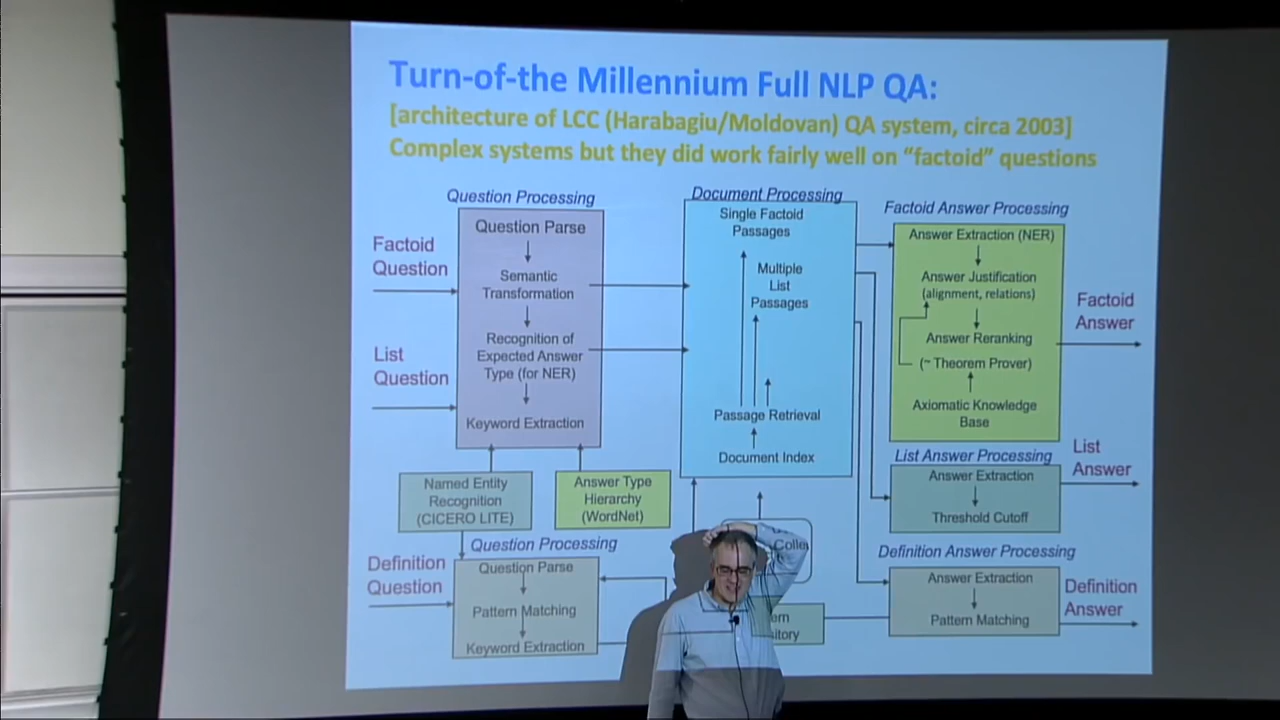 Turn-of-the Millennium Full NLP QA:
[architecture of LCC (Harabagiu/Moldovan) QA system, circa 2003]
Complex systems but they did work fairly well on “factoid” questions
Question Processing
Factoid
Question
List
Question
Question Parse
Semantic
Transformation
Recognition of
Expected Answer
Type (for NER)
Keyword Extraction
Named Entity
Recognition
(CICERO LITE)
Answer Type
Hierarchy
(WordNet)
Question Processing
Definition
Question
Question Parse
Pattern Matching
Keyword Extraction
Document Processing
Single Factoid
Passages
Multiple
List
Passages
Passage Retrieval
Document Index
Factoid Answer Processing
Answer Extraction (NER)
Answer Justification
(alignment, relations)
Answer Reranking
(~ Theorem Prover)
Axiomatic Knowledge
Base
Factoid
Answer
List Answer Processing
Answer Extraction
Threshold Cutoff
List
Answer
Definition Answer Processing
Answer Extraction
Pattern Matching
Definition
Answer